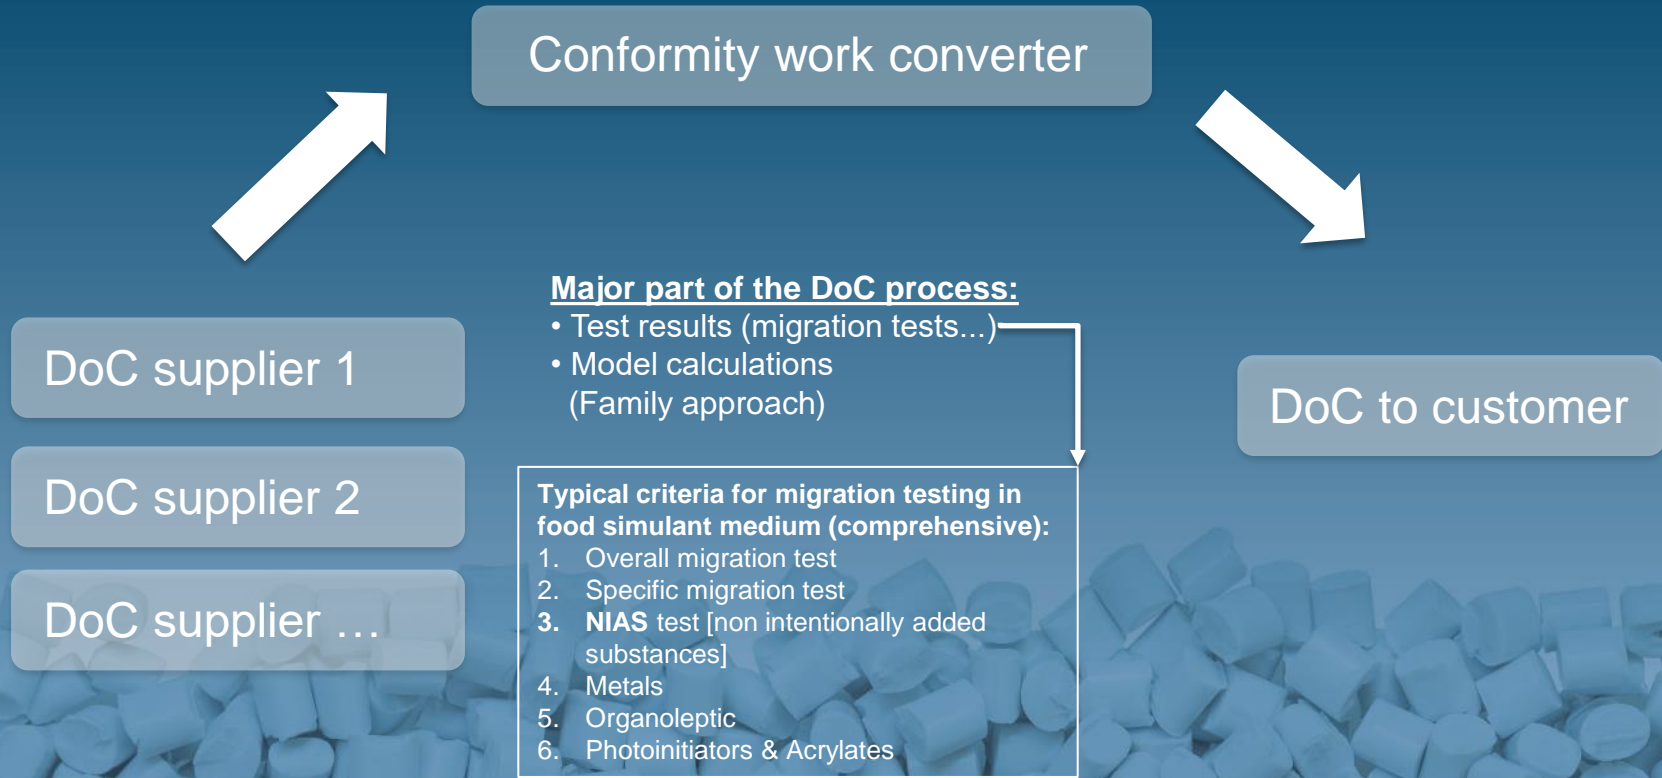 Conformity work converter
DoC supplier 1
DoC supplier 2
DoC supplier …
Major part of the DoC process:
• Test results (migration tests...)
• Model calculations
(Family approach)
Typical criteria for migration testing in
food simulant medium (comprehensive):
1. Overall migration test
2. Specific migration test
3. NIAS test [non intentionally added
substances]
4. Metals
5. Organoleptic
6. Photoinitiators & Acrylates
DoC to customer